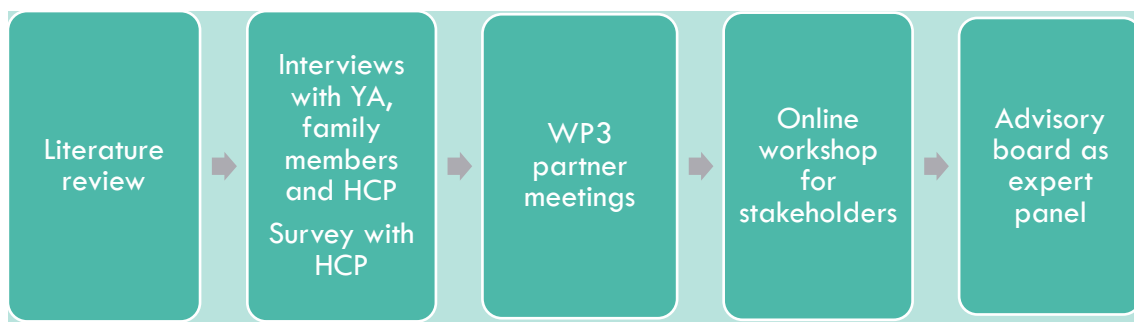 Literature
review
Interviews
with YA,
family
members
and HCP
Survey with
HCP
WP3
partner
meetings
Online
workshop
for
stakeholders
Advisory
board as
expert
panel